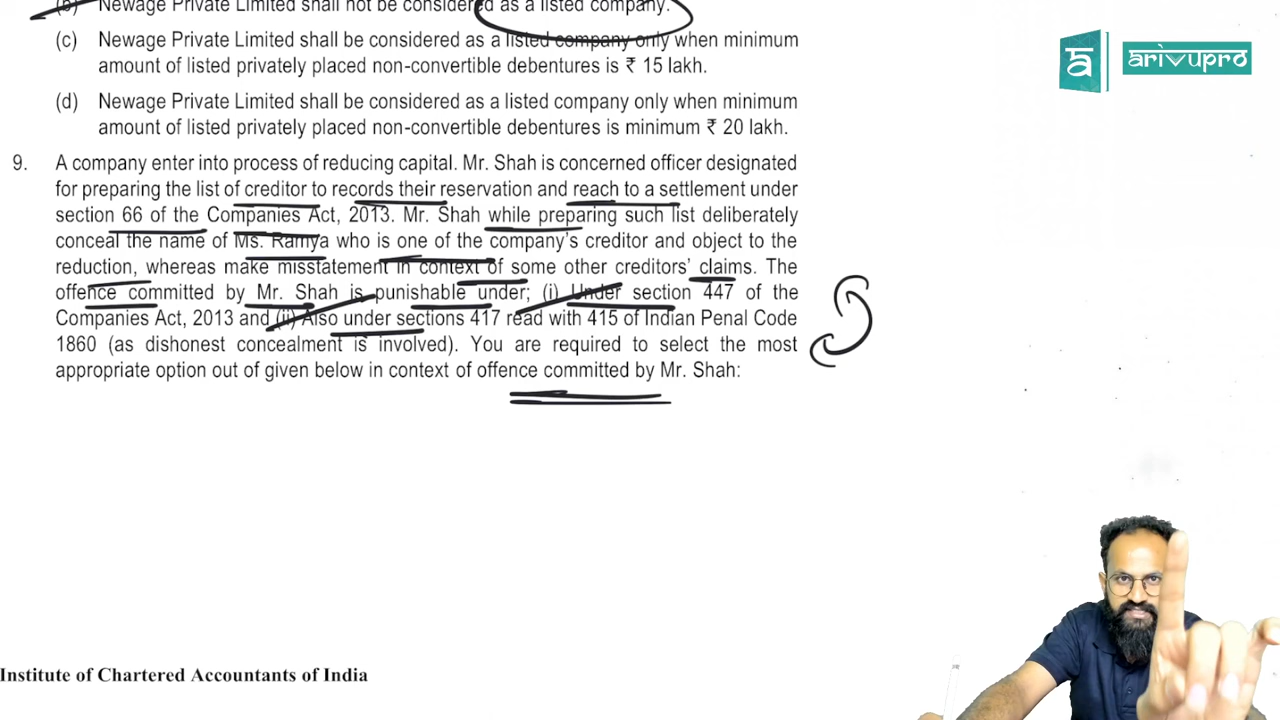 (b) Newage Private Limited shall not be considered as a listed company.
(c) Newage Private Limited shall be considered as a listed company only when minimum
amount of listed privately placed non-convertible debentures is ₹ 15 lakh.
(d) Newage Private Limited shall be considered as a listed company only when minimum
amount of listed privately placed non-convertible debentures is minimum ₹ 20 lakh.
9. A company enter into process of reducing capital. Mr. Shah is concerned officer designated
for preparing the list of creditor to records their reservation and reach to a settlement under
section 66 of the Companies Act, 2013. Mr. Shah while preparing such list deliberately
conceal the name of Ms. Ramya who is one of the company's creditor and object to the
reduction, whereas make misstatement in context of some other creditors' claims. The
offence committed by Mr. Shah is punishable under; (i) Under section 447 of the
Companies Act, 2013 and (ii) Also under sections 417 read with 415 of Indian Penal Code
1860 (as dishonest concealment is involved). You are required to select the most
appropriate option out of given below in context of offence committed by Mr. Shah:
Institute of Chartered Accountants of India
arivupro